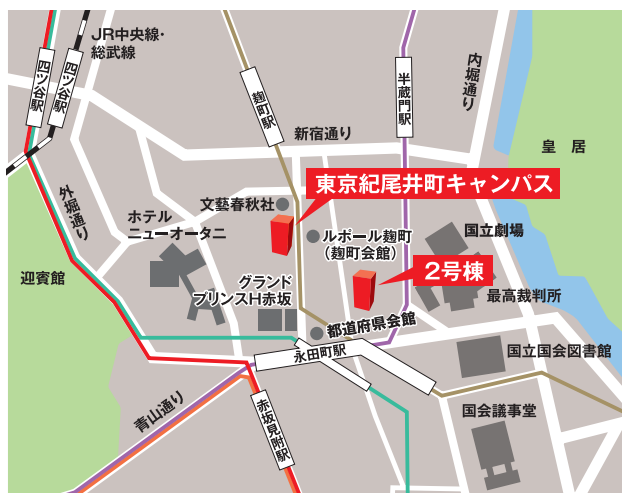 JR中央線・
総武線
四ツ谷駅
四ツ谷駅
麹町駅
半蔵門駅
内堀通り
新宿通り
皇 居
東京紀尾井町キャンパス
外堀通り
文藝春秋社
ホテル
ニューオータニ
ルポール麹町
(麹町会館)
国立劇場
2号棟
迎賓館
グランド
プリンスH赤坂
最高裁判所
都道府県会館
永田町駅
国立国会図書館
青山通り
赤坂見附駅
国会議事堂